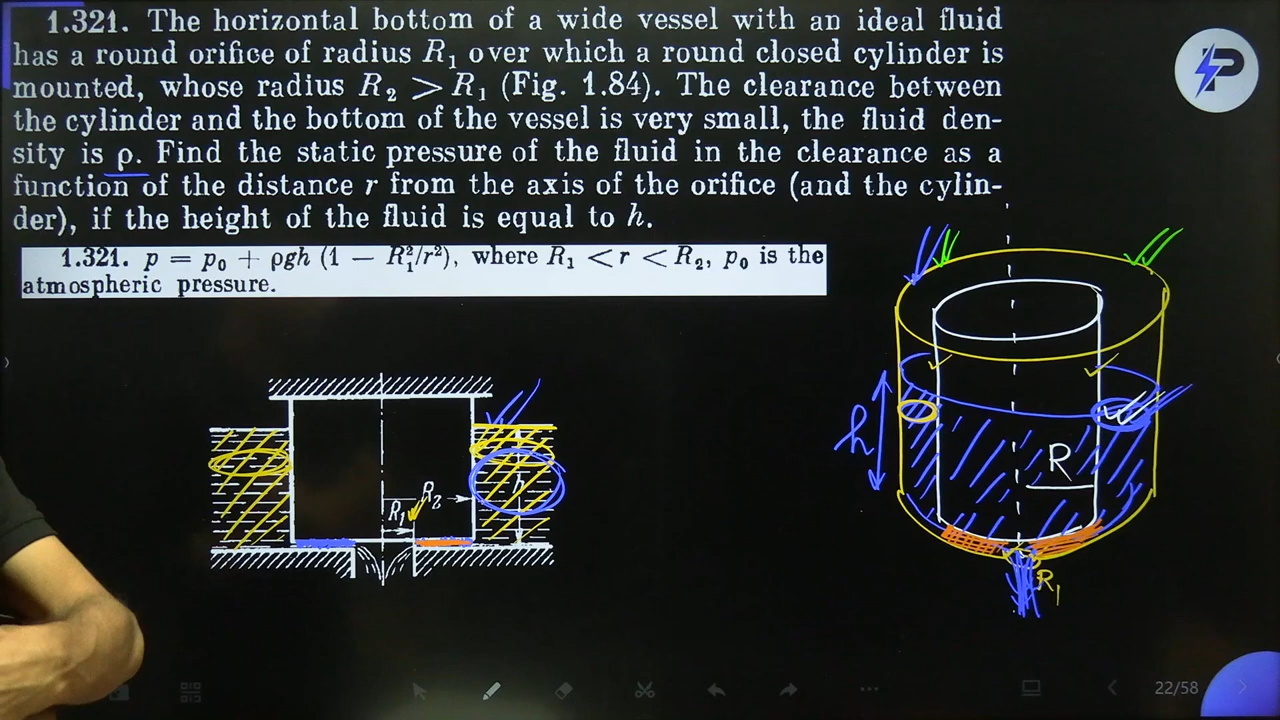 1.321. The horizontal bottom of a wide vessel with an ideal fluid
has a round orifice of radius R₁ over which a round closed cylinder is
mounted, whose radius R₂ > R₁ (Fig. 1.84). The clearance between
the cylinder and the bottom of the vessel is very small, the fluid den-
sity is ρ. Find the static pressure of the fluid in the clearance as a
function of the distance r from the axis of the orifice (and the cylin-
der), if the height of the fluid is equal to h.
1.321. p = p₀ + ρgh (1 − R₁²/r²), where R₁ < r < R₂, p₀ is the
atmospheric pressure.
R₂
h
R₁
h
R
R₁
P
22/58